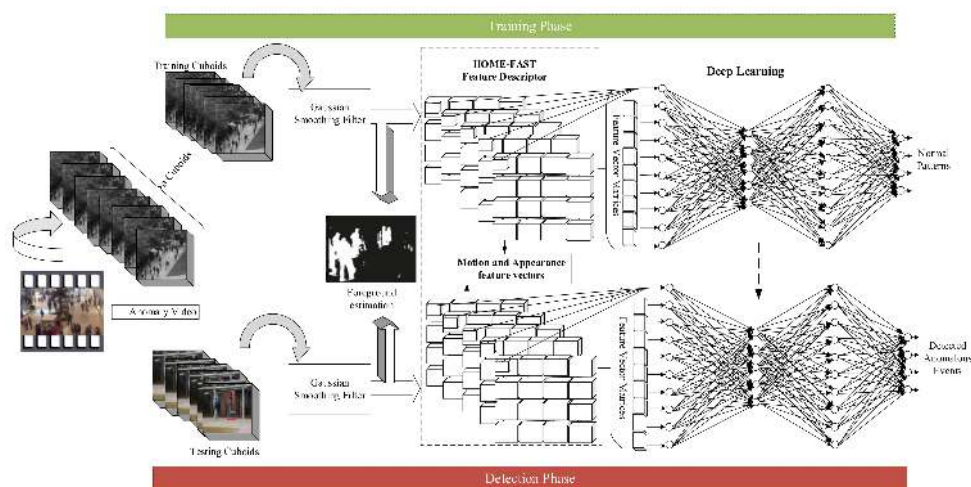 Training Phase
Training Cuboids
HOME-FAST
Feature Descriptor
Deep Learning
Gaussian
Smoothing Filter
Feature Vector Matrices
Normal
Patterns
Cuboids
Motion and Appearance
feature vectors
Foreground
estimation
Anomaly Video
Gaussian
Smoothing Filter
Feature Vector Matrices
Detected
Anomalous
Events
Testing Cuboids
Detection Phase